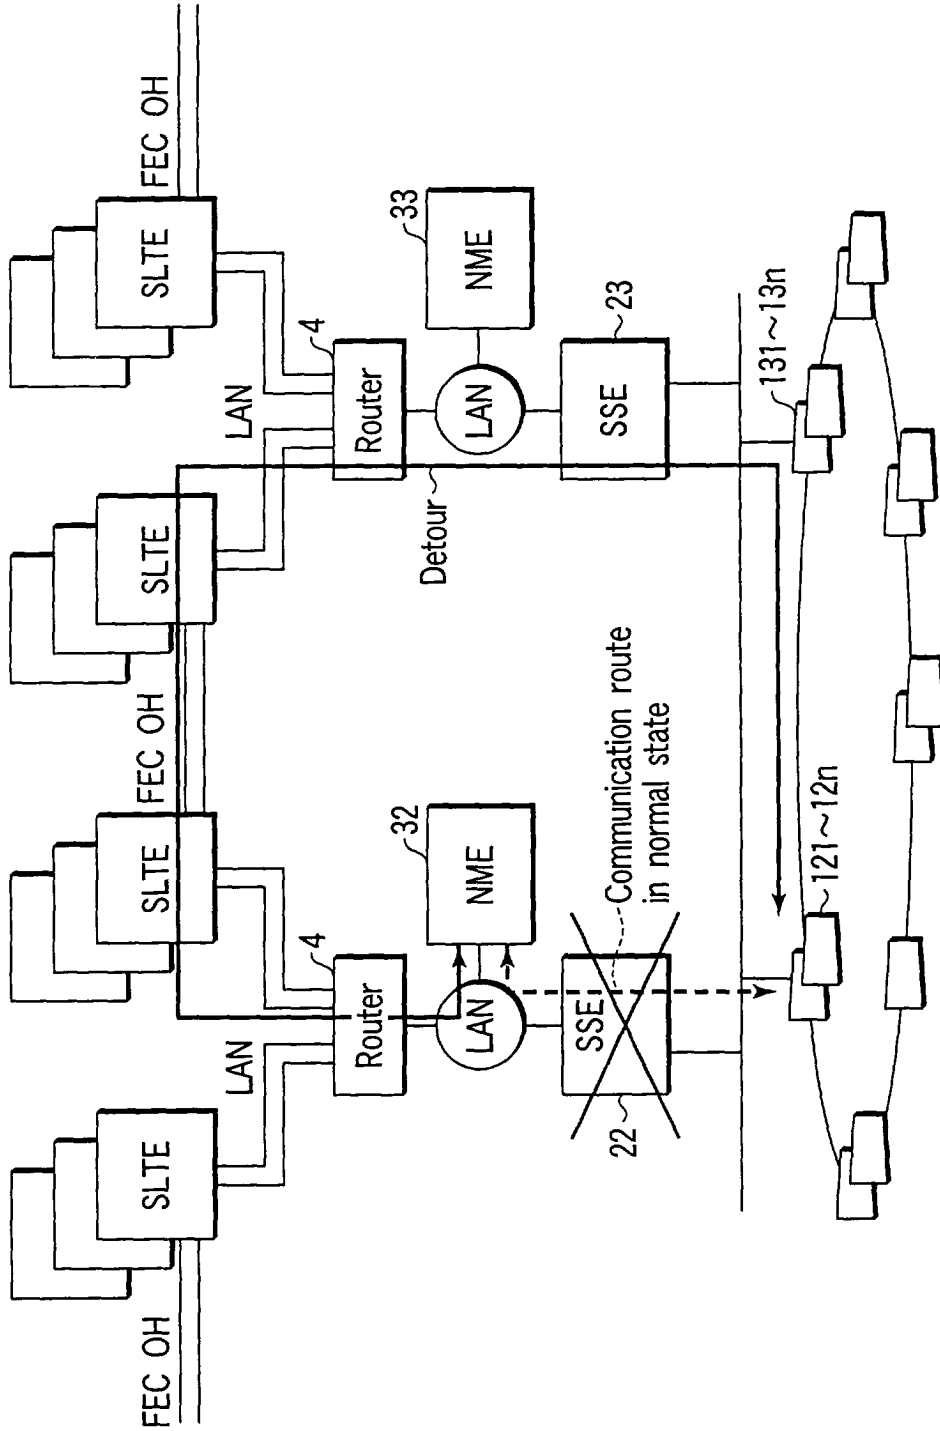 FEC OH
SLTE
SLTE
FEC OH
SLTE
SLTE
FEC OH
LAN
LAN
Router
4
Router
4
LAN
NME
32
Detour
LAN
NME
33
22
SSE
Communication route
in normal state
SSE
23
121~12n
131~13n